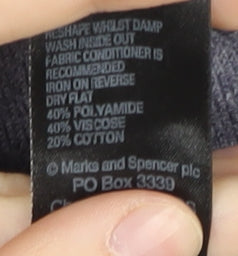 RESHAPE WHILST DAMP
WASH INSIDE OUT
FABRIC CONDITIONER IS
RECOMMENDED
IRON ON REVERSE
DRY FLAT
40% POLYAMIDE
40% VISCOSE
20% COTTON
© Marks and Spencer plc
PO Box 3339